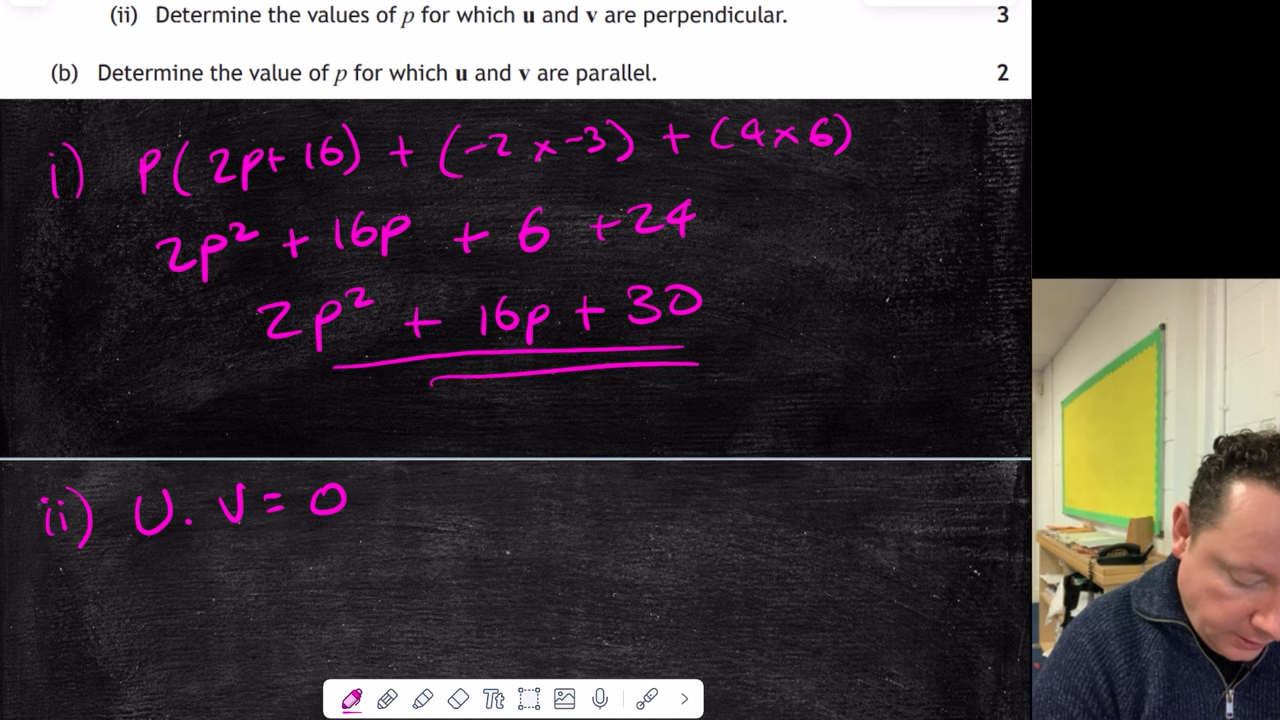 (ii) Determine the values of p for which u and v are perpendicular. 3
(b) Determine the value of p for which u and v are parallel. 2
i) P(2p+16) + (-2 x -3) + (4x6)
2p² + 16p + 6 +24
2p² + 16p + 30
ii) U. V = 0
Tt